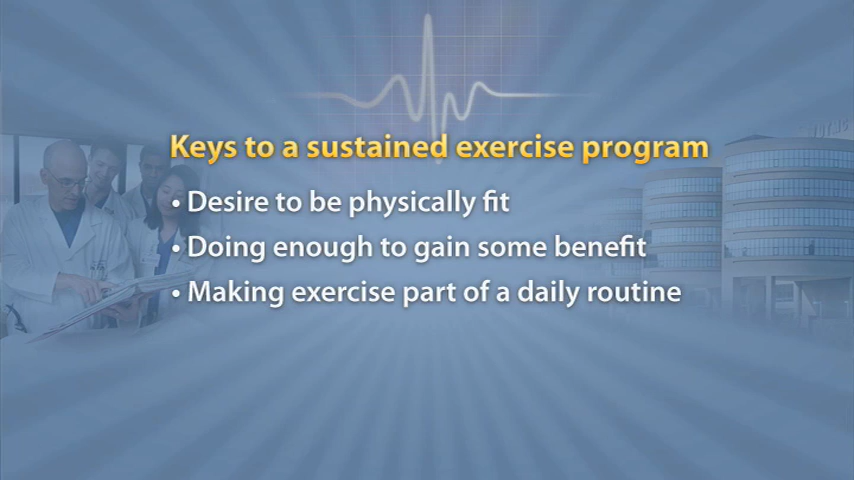 Keys to a sustained exercise program
• Desire to be physically fit
• Doing enough to gain some benefit
• Making exercise part of a daily routine